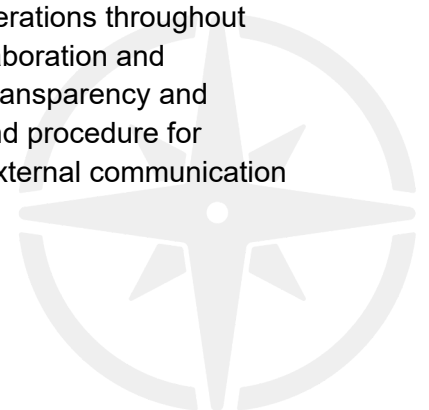 erations throughout
aboration and
ansparency and
nd procedure for
xternal communication